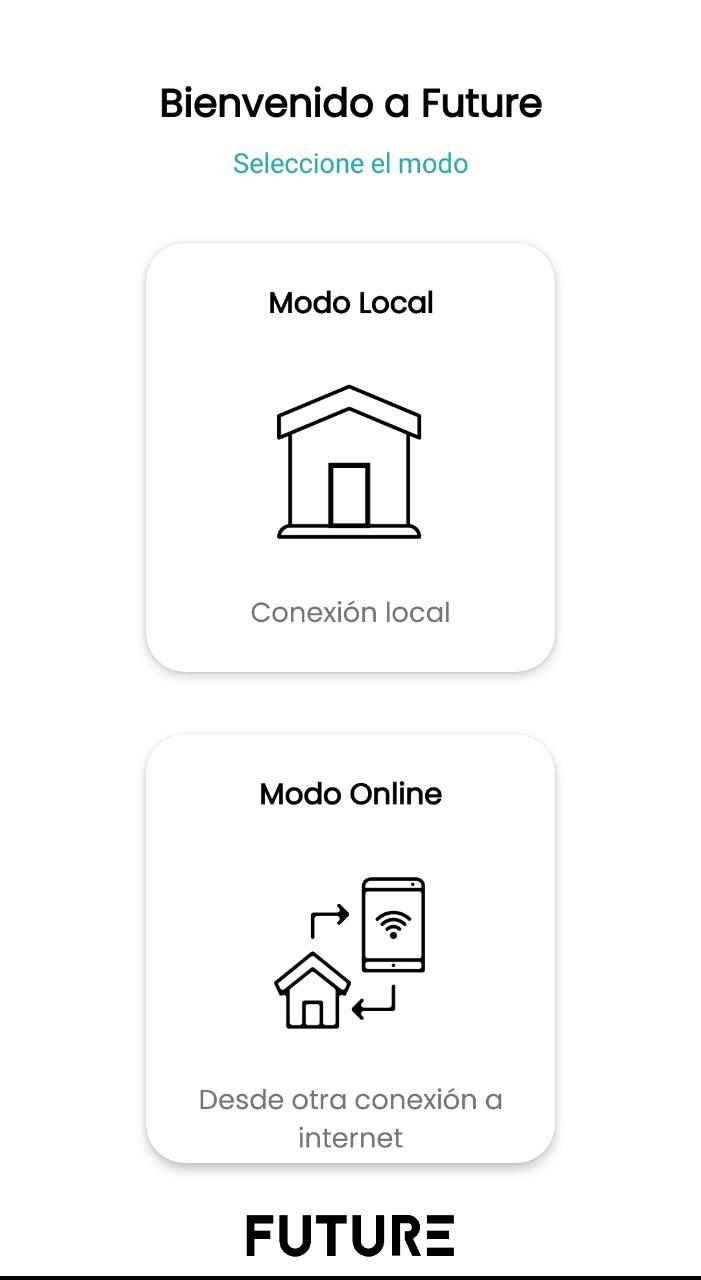 Bienvenido a Future
Seleccione el modo
Modo Local
Conexión local
Modo Online
Desde otra conexión a
internet
FUTURE